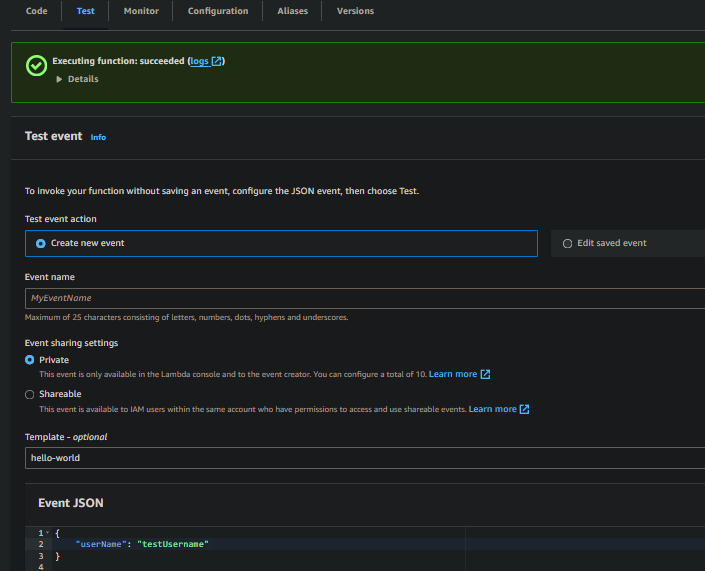 Code Test Monitor Configuration Aliases Versions
Executing function: succeeded (logs)
Details
Test event Info
To invoke your function without saving an event, configure the JSON event, then choose Test.
Test event action
Create new event Edit saved event
Event name
MyEventName
Maximum of 25 characters consisting of letters, numbers, dots, hyphens and underscores.
Event sharing settings
Private
This event is only available in the Lambda console and to the event creator. You can configure a total of 10. Learn more
Shareable
This event is available to IAM users within the same account who have permissions to access and use shareable events. Learn more
Template - optional
hello-world
Event JSON
1 {
2 "userName": "testUsername"
3 }
4